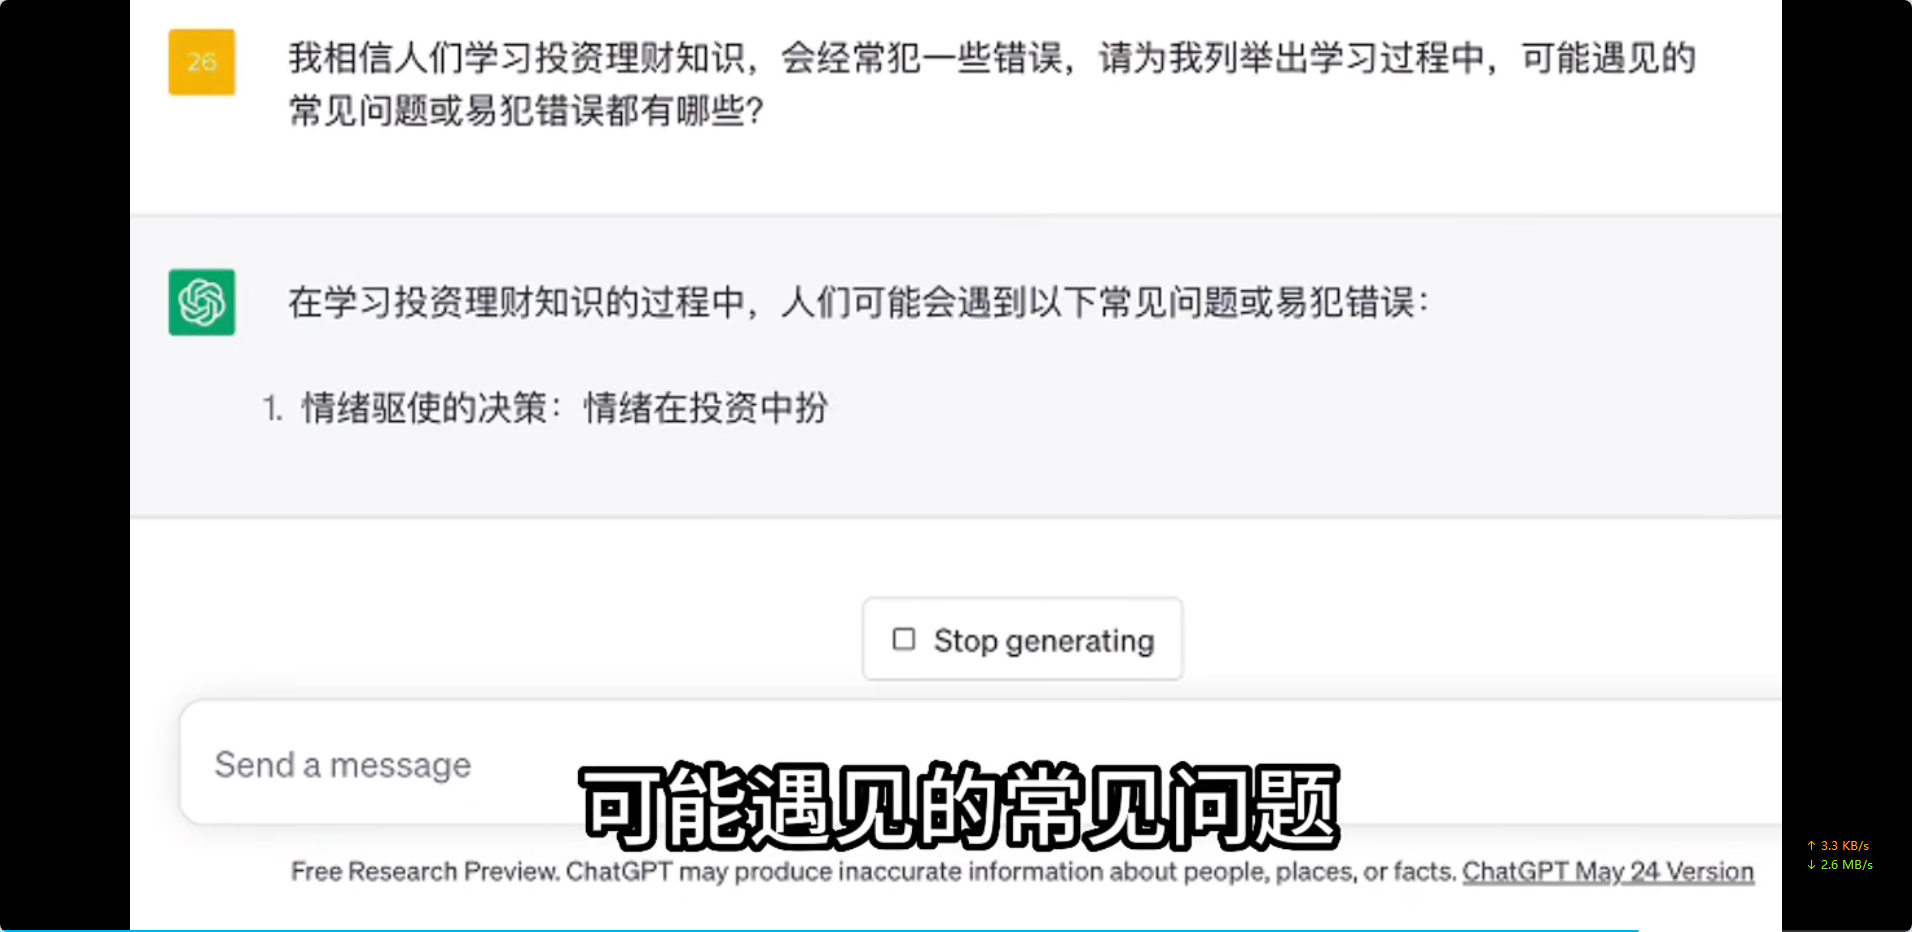 26
我相信人们学习投资理财知识，会经常犯一些错误，请为我列举出学习过程中，可能遇见的
常见问题或易犯错误都有哪些？
在学习投资理财知识的过程中，人们可能会遇到以下常见问题或易犯错误：
1. 情绪驱使的决策：情绪在投资中扮
Stop generating
Send a message
可能遇见的常见问题
Free Research Preview. ChatGPT may produce inaccurate information about people, places, or facts. ChatGPT May 24 Version
↑ 3.3 KB/s
↓ 2.6 MB/s